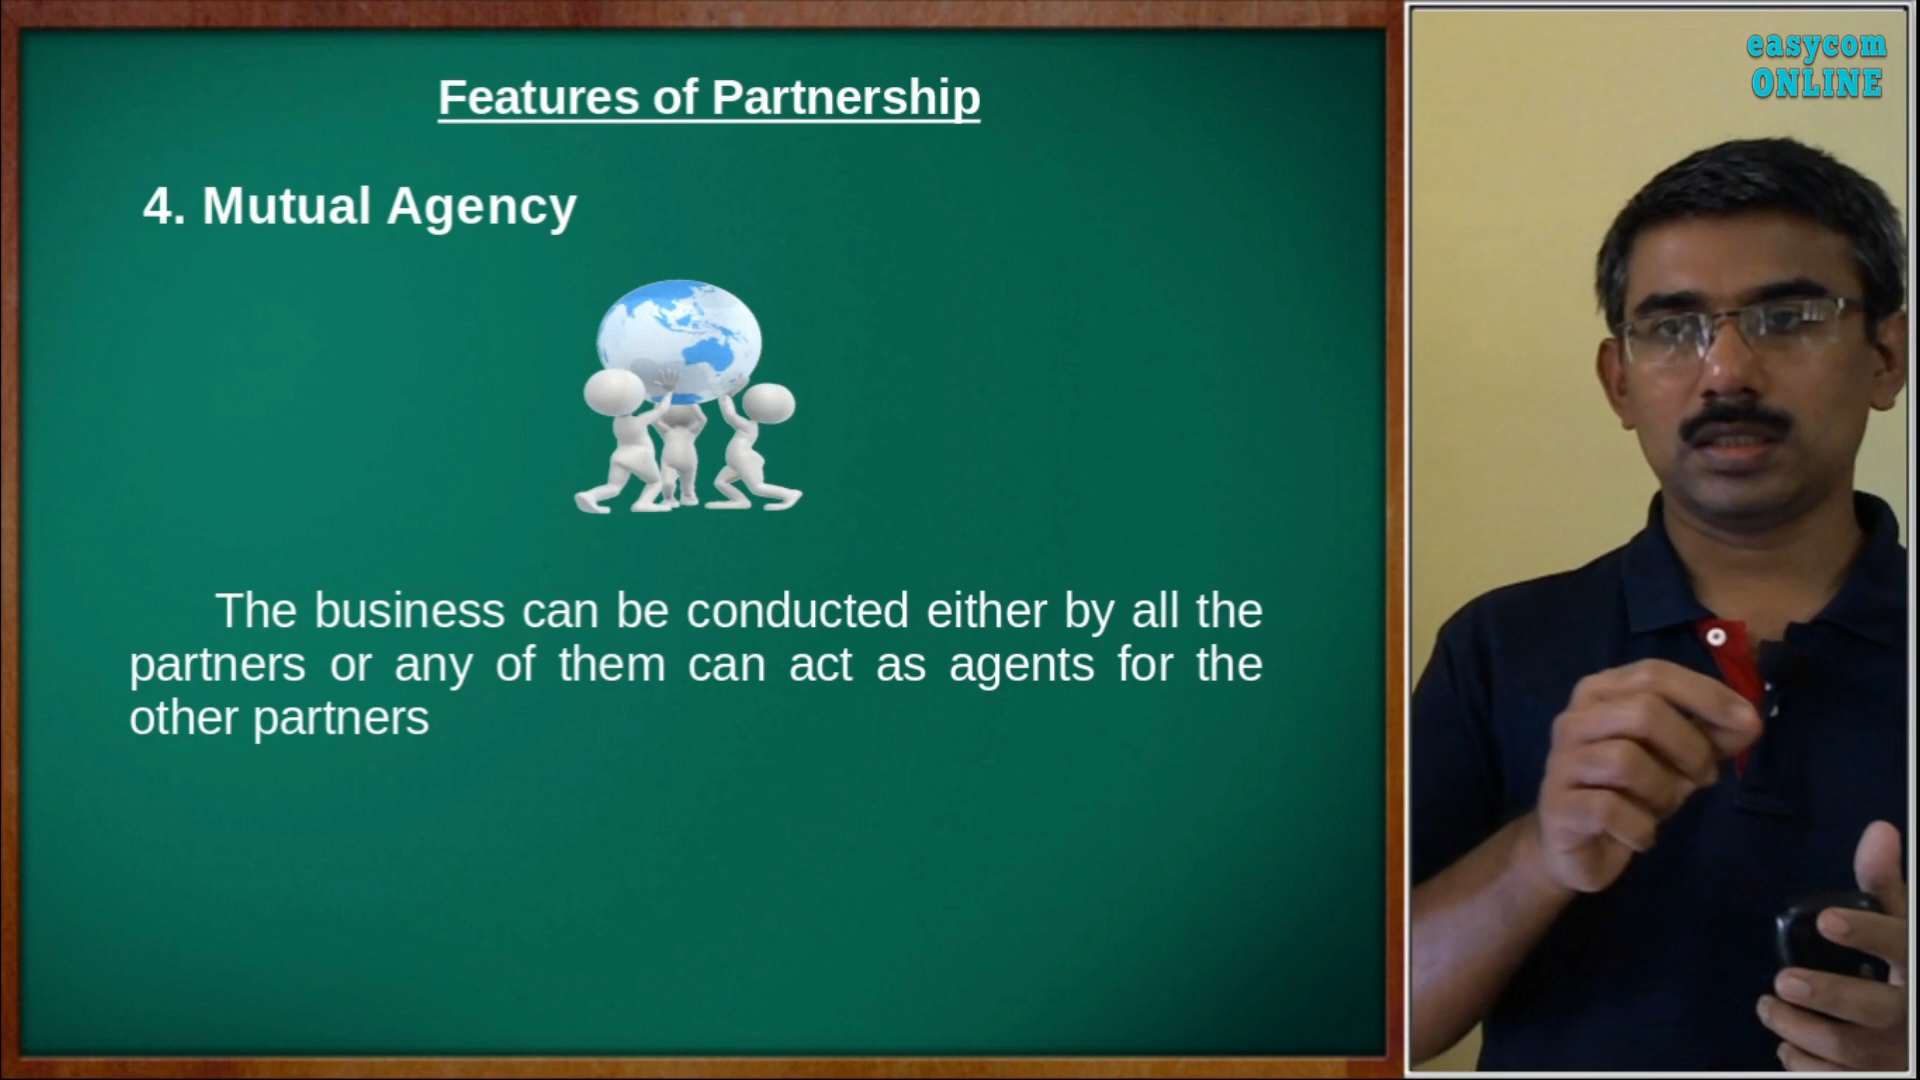 easycom
ONLINE
Features of Partnership
4. Mutual Agency
The business can be conducted either by all the
partners or any of them can act as agents for the
other partners